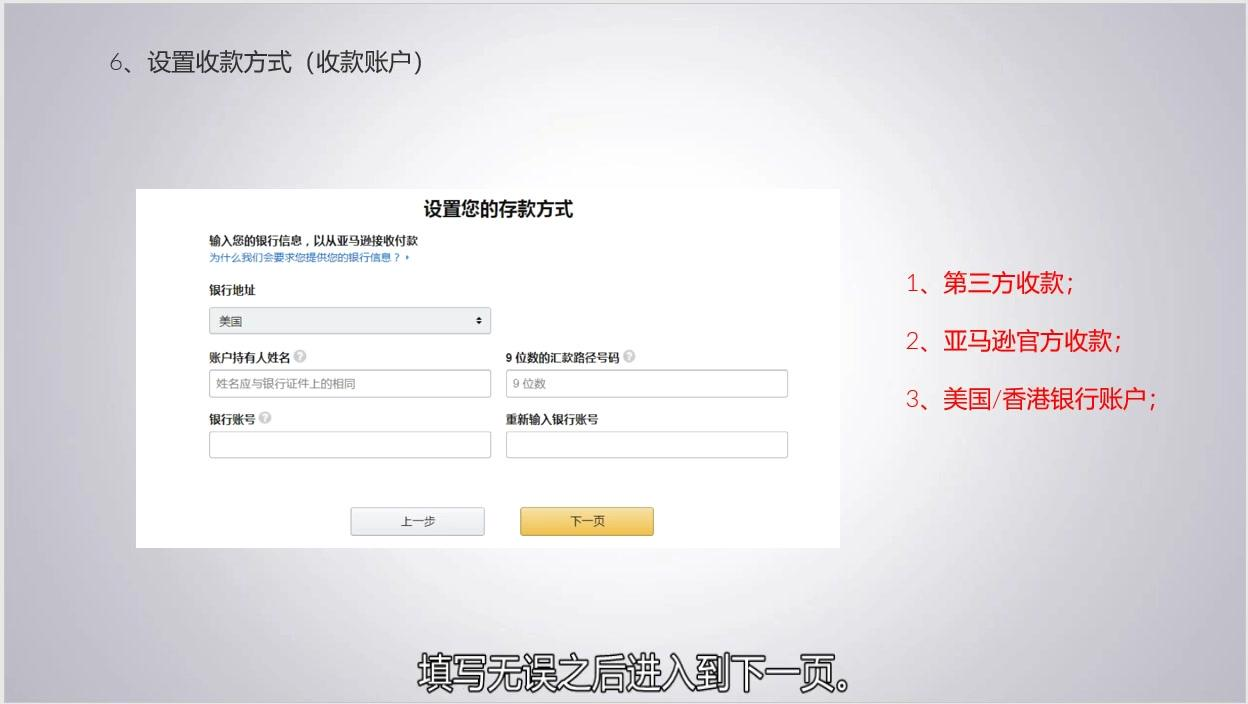 6、设置收款方式（收款账户）
设置您的存款方式
输入您的银行信息，以从亚马逊接收付款
为什么我们会要求您提供您的银行信息？
银行地址
美国
账户持有人姓名 ? 9 位数的汇款路径号码 ?
姓名应与银行证件上的相同 9 位数
银行账号 ? 重新输入银行账号
上一步 下一页
1、第三方收款；
2、亚马逊官方收款；
3、美国/香港银行账户；
填写无误之后进入到下一页。